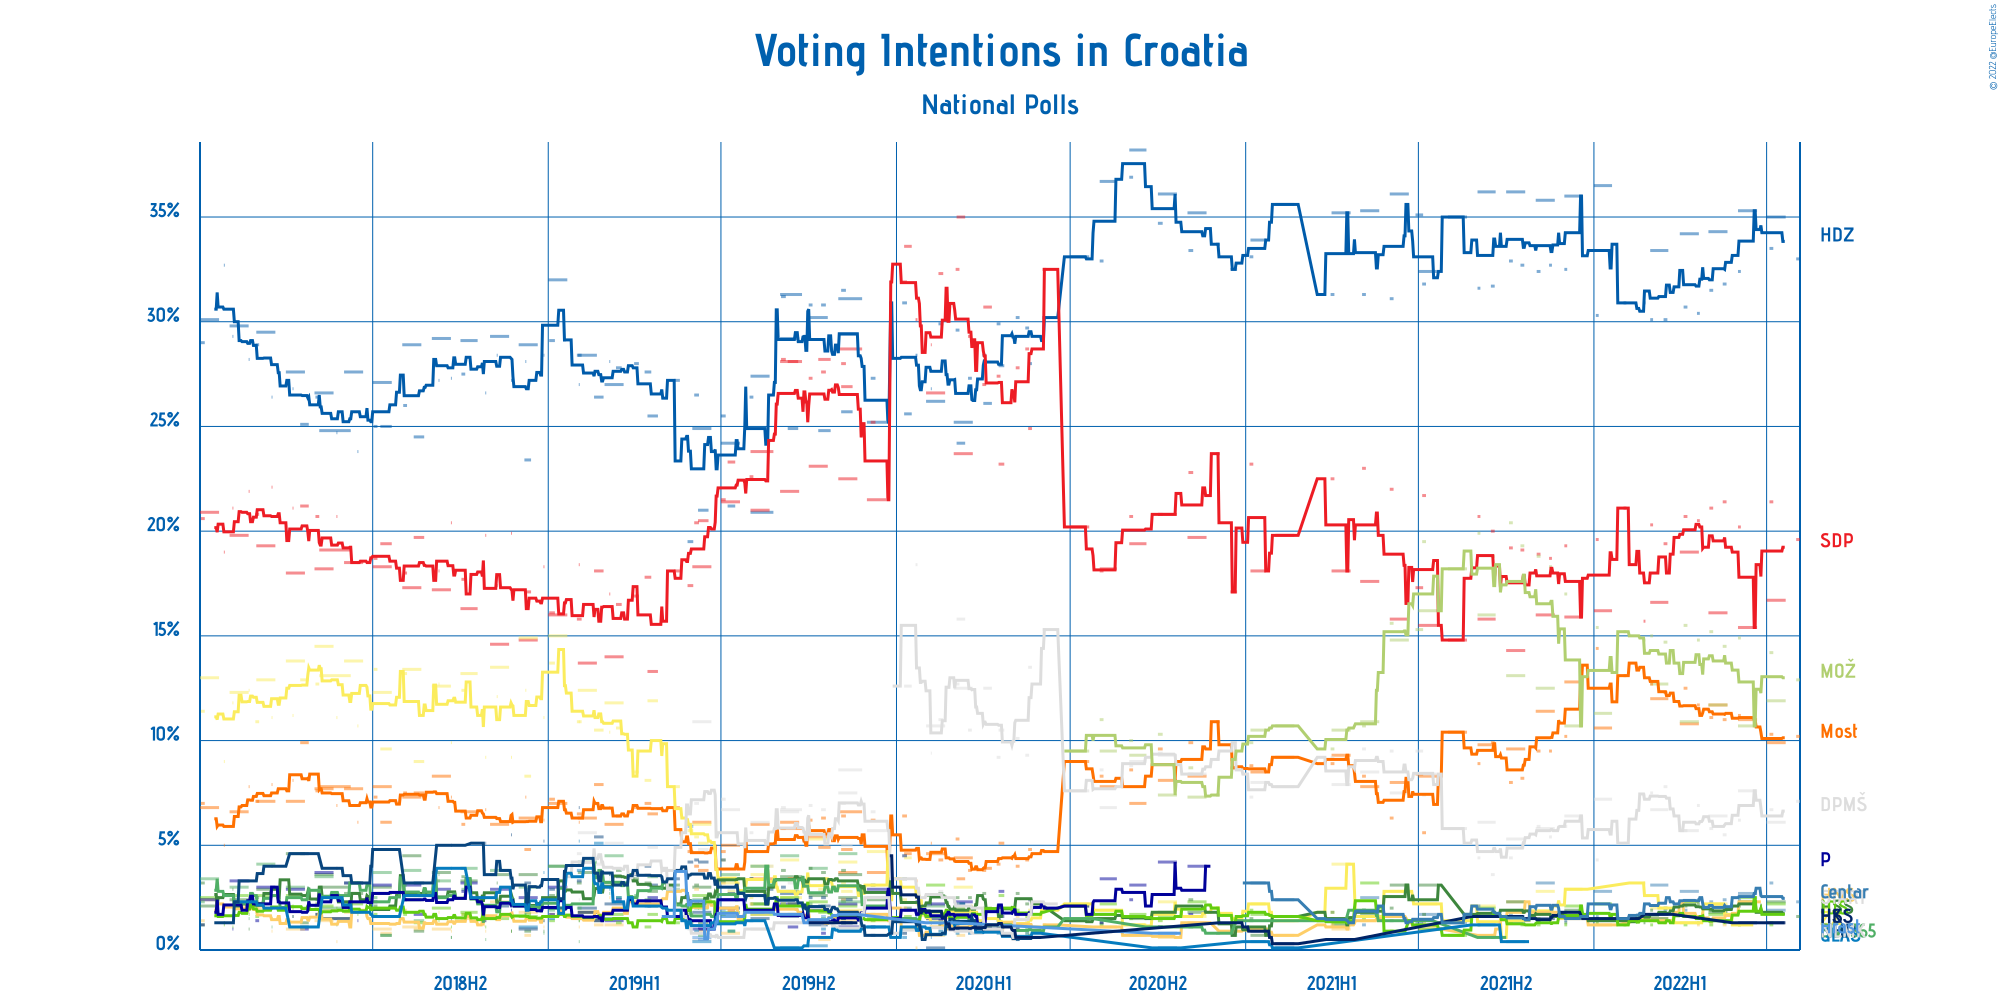 Voting Intentions in Croatia
National Polls
© 2022 @EuropeElects
35%
30%
25%
20%
15%
10%
5%
0%
HDZ
SDP
MOŽ
Most
DPMŠ
P
Centar
HSS
GLAS
2018H2
2019H1
2019H2
2020H1
2020H2
2021H1
2021H2
2022H1